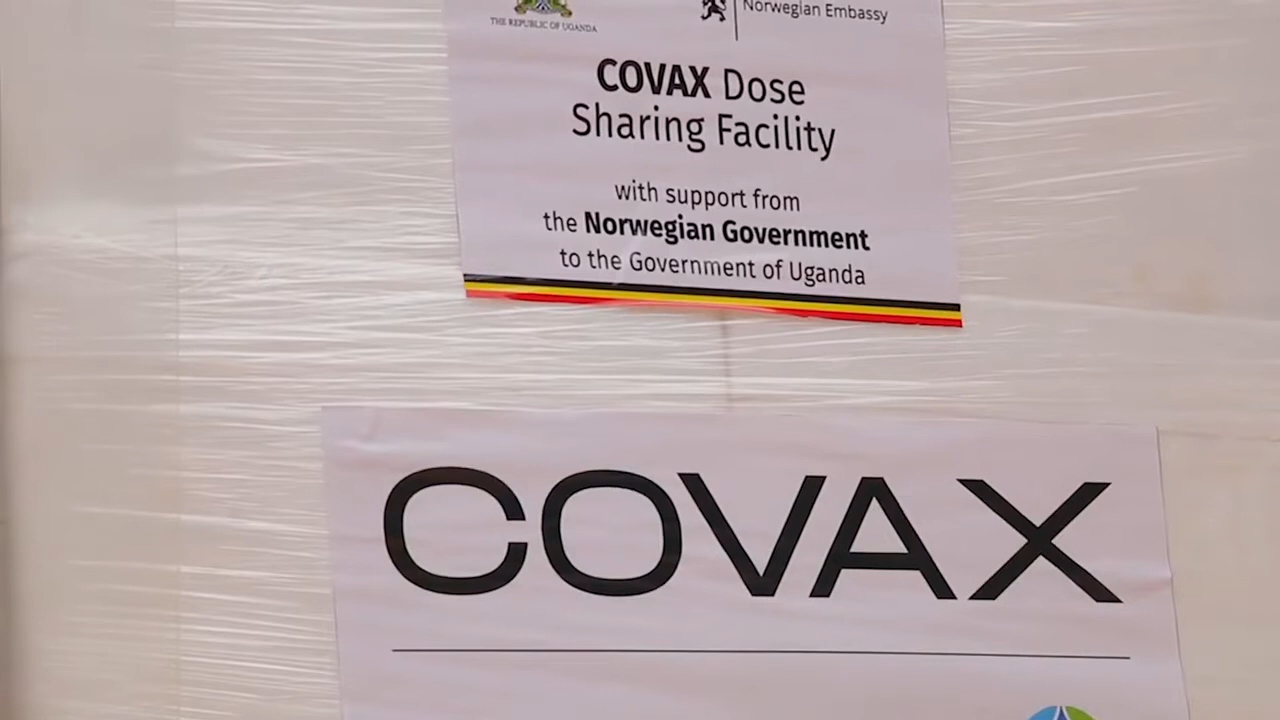 THE REPUBLIC OF UGANDA
Norwegian Embassy
COVAX Dose
Sharing Facility
with support from
the Norwegian Government
to the Government of Uganda
COVAX